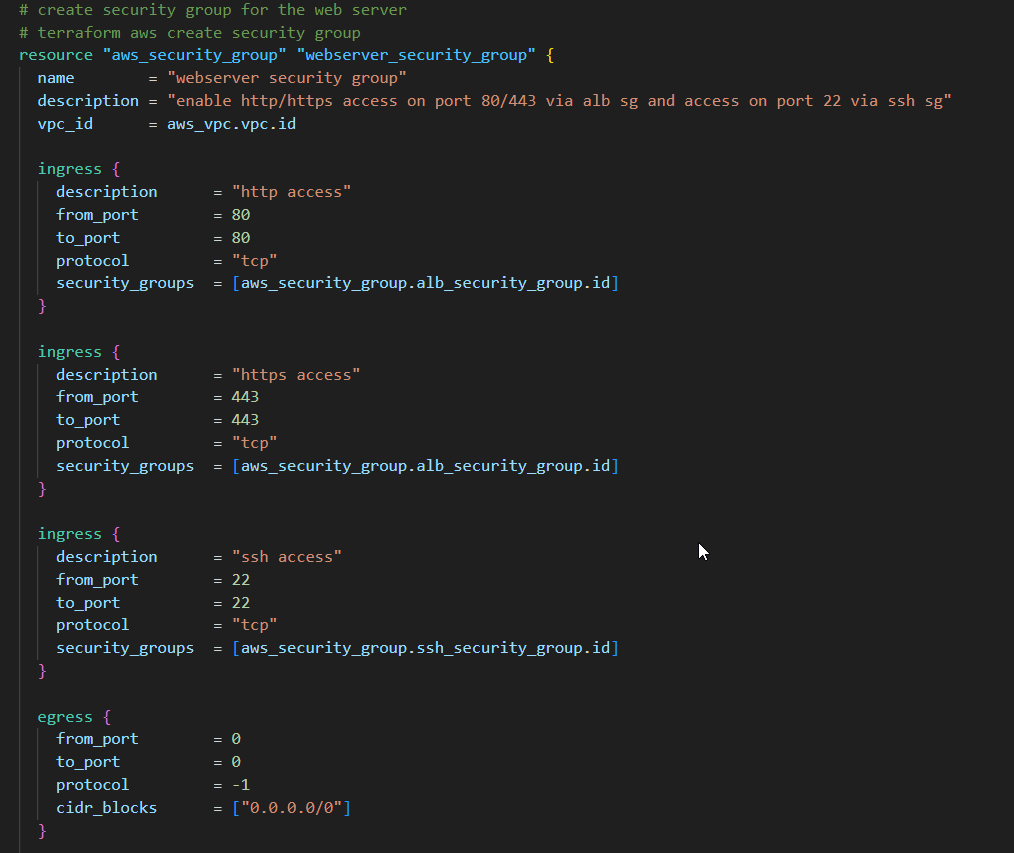 # create security group for the web server
# terraform aws create security group
resource "aws_security_group" "webserver_security_group" {
  name        = "webserver security group"
  description = "enable http/https access on port 80/443 via alb sg and access on port 22 via ssh sg"
  vpc_id      = aws_vpc.vpc.id

  ingress {
    description      = "http access"
    from_port        = 80
    to_port          = 80
    protocol         = "tcp"
    security_groups  = [aws_security_group.alb_security_group.id]
  }

  ingress {
    description      = "https access"
    from_port        = 443
    to_port          = 443
    protocol         = "tcp"
    security_groups  = [aws_security_group.alb_security_group.id]
  }

  ingress {
    description      = "ssh access"
    from_port        = 22
    to_port          = 22
    protocol         = "tcp"
    security_groups  = [aws_security_group.ssh_security_group.id]
  }

  egress {
    from_port        = 0
    to_port          = 0
    protocol         = -1
    cidr_blocks      = ["0.0.0.0/0"]
  }